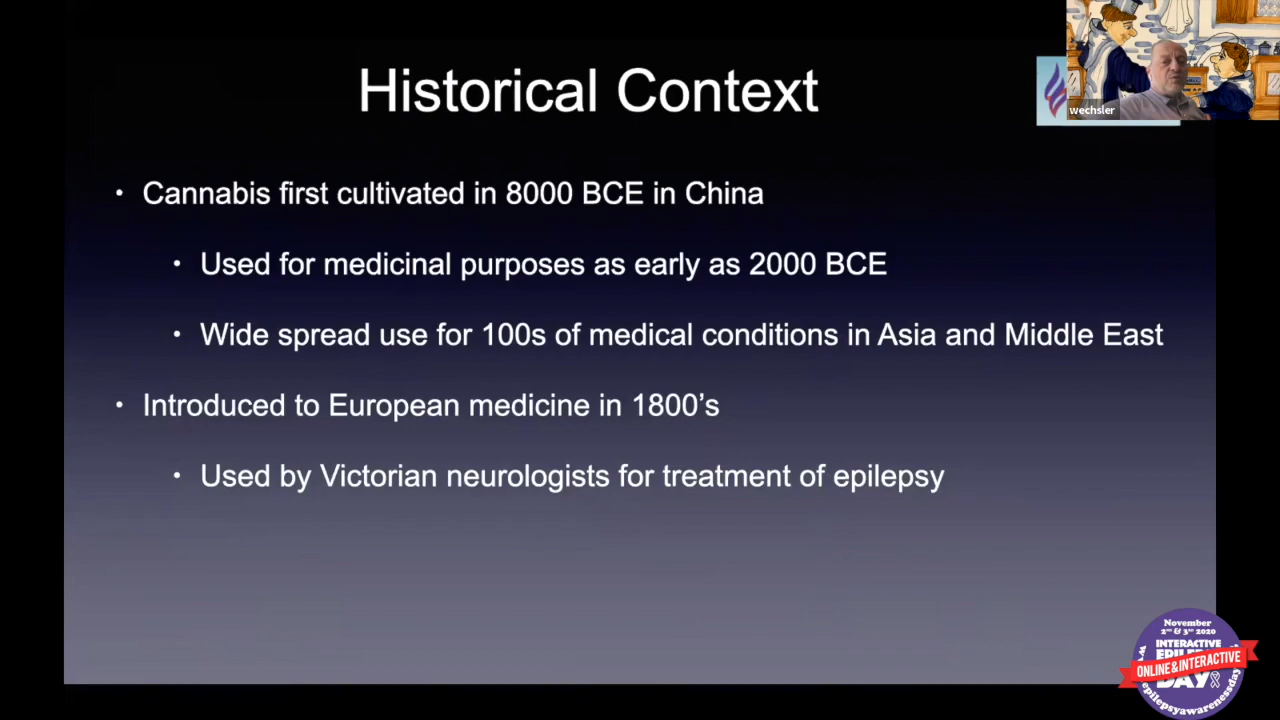 Historical Context
wechsler
• Cannabis first cultivated in 8000 BCE in China
• Used for medicinal purposes as early as 2000 BCE
• Wide spread use for 100s of medical conditions in Asia and Middle East
• Introduced to European medicine in 1800's
• Used by Victorian neurologists for treatment of epilepsy
November
2ND & 3RD 2020
INTERACTIVE
ONLINE & INTERACTIVE
DAY
epilepsyawarenessday